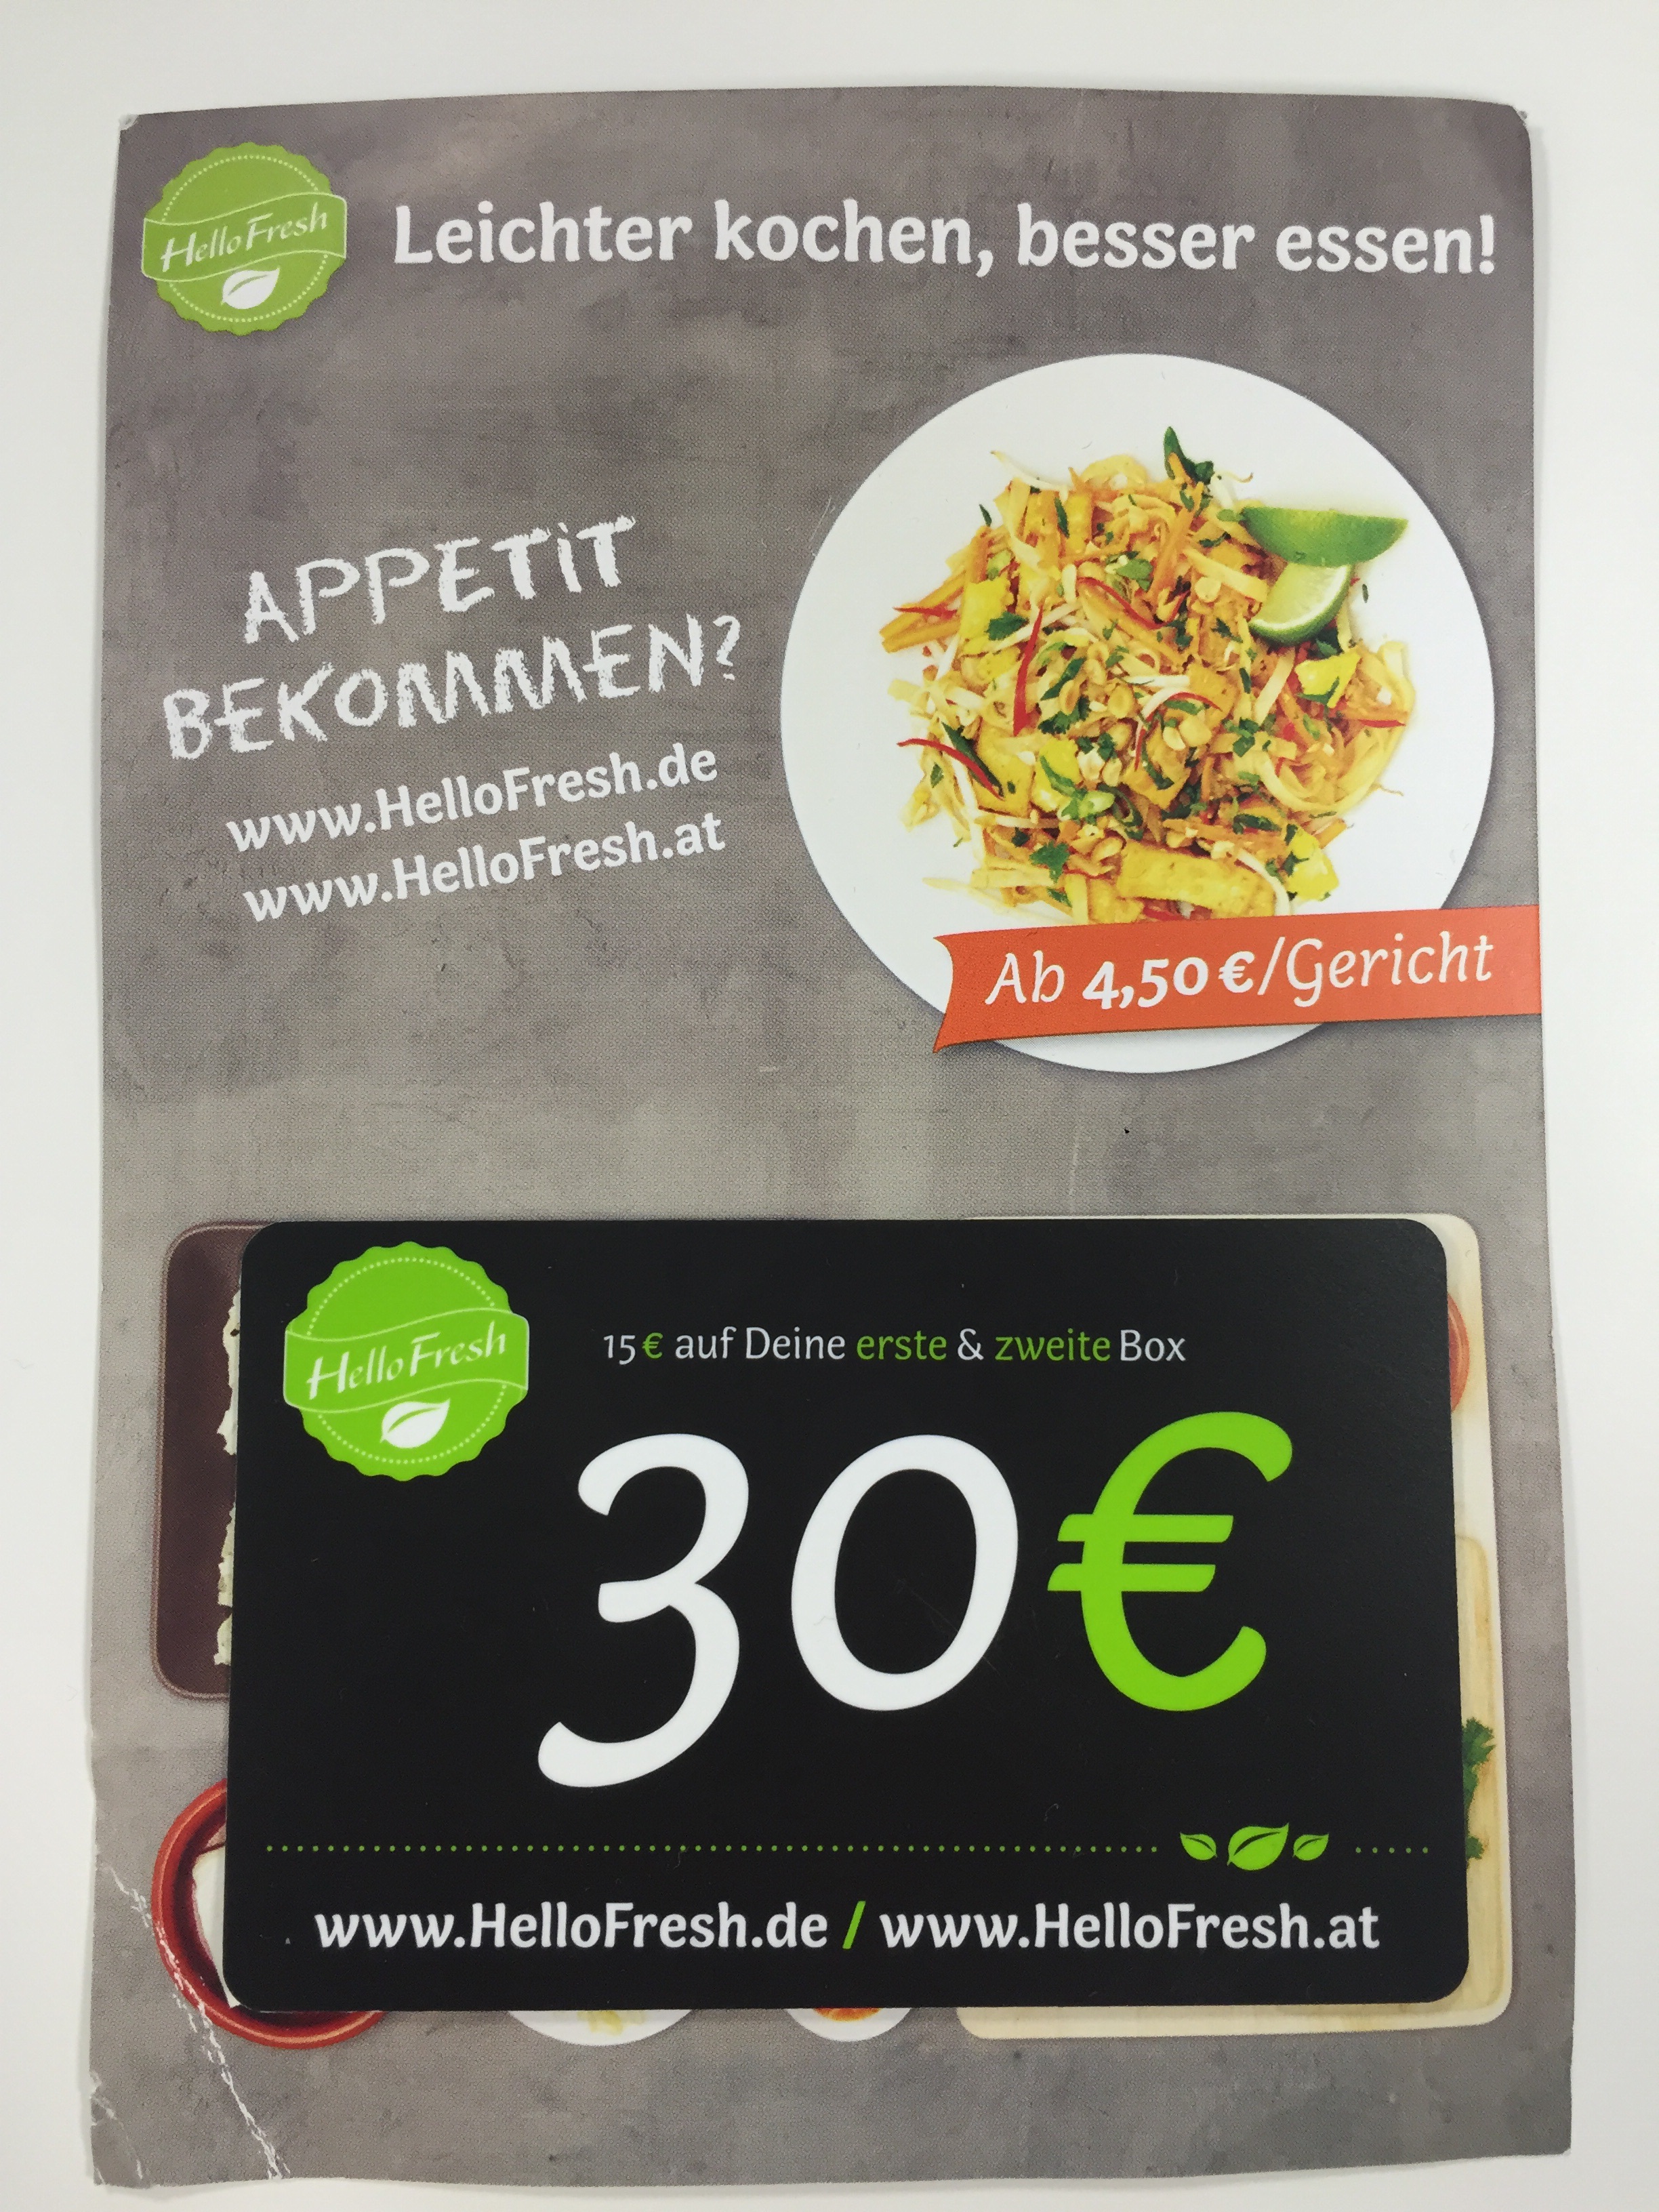 HelloFresh
Leichter kochen, besser essen!
APPETIT
BEKOMMEN?
www.HelloFresh.de
www.HelloFresh.at
Ab 4,50€/Gericht
HelloFresh
15€ auf Deine erste & zweite Box
30€
www.HelloFresh.de / www.HelloFresh.at